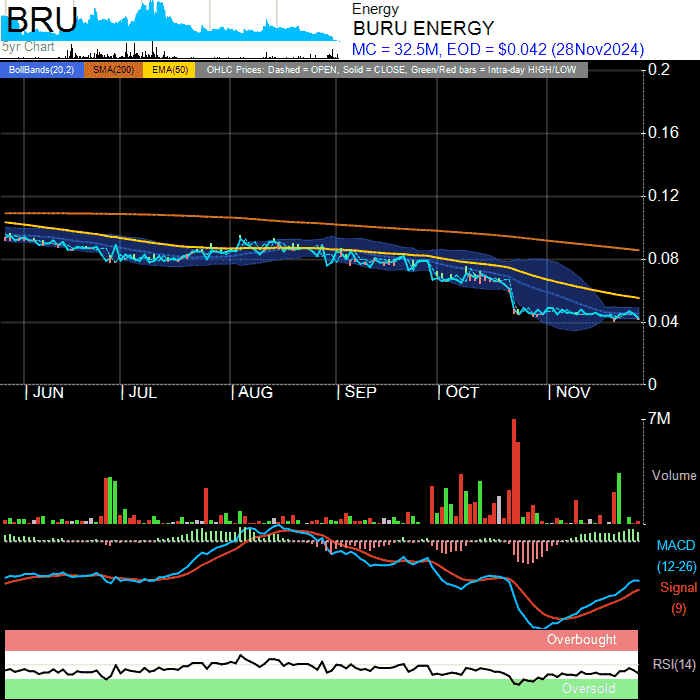 BRU
Energy
BURU ENERGY
5yr Chart
MC = 32.5M, EOD = $0.042 (28Nov2024)
BollBands(20,2) SMA(200) EMA(50) OHLC Prices: Dashed = OPEN, Solid = CLOSE, Green/Red bars = Intra-day HIGH/LOW
0.2
0.16
0.12
0.08
0.04
0
JUN JUL AUG SEP OCT NOV
7M
Volume
MACD
(12-26)
Signal
(9)
Overbought
RSI(14)
Oversold